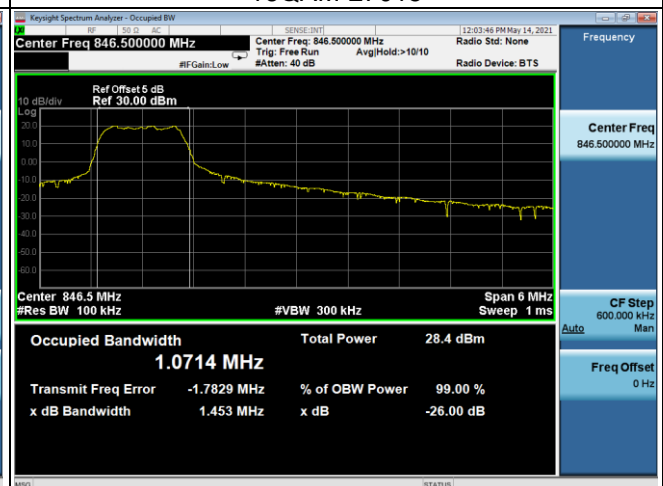 Keysight Spectrum Analyzer - Occupied BW
RF 50 Ω AC SENSE:INT 12:03:46 PM May 14, 2021
Center Freq 846.500000 MHz Center Freq: 846.500000 MHz Radio Std: None Frequency
Trig: Free Run Avg|Hold:>10/10
#IFGain:Low #Atten: 40 dB Radio Device: BTS
Ref Offset 5 dB
10 dB/div Ref 30.00 dBm
Log
20.0
10.0
0.00
-10.0
-20.0
-30.0
-40.0
-50.0
-60.0
Center Freq
846.500000 MHz
Center 846.5 MHz Span 6 MHz
#Res BW 100 kHz #VBW 300 kHz Sweep 1 ms
CF Step
600.000 kHz
Auto Man
Occupied Bandwidth Total Power 28.4 dBm
1.0714 MHz
Transmit Freq Error -1.7829 MHz % of OBW Power 99.00 %
x dB Bandwidth 1.453 MHz x dB -26.00 dB
Freq Offset
0 Hz
MSG STATUS